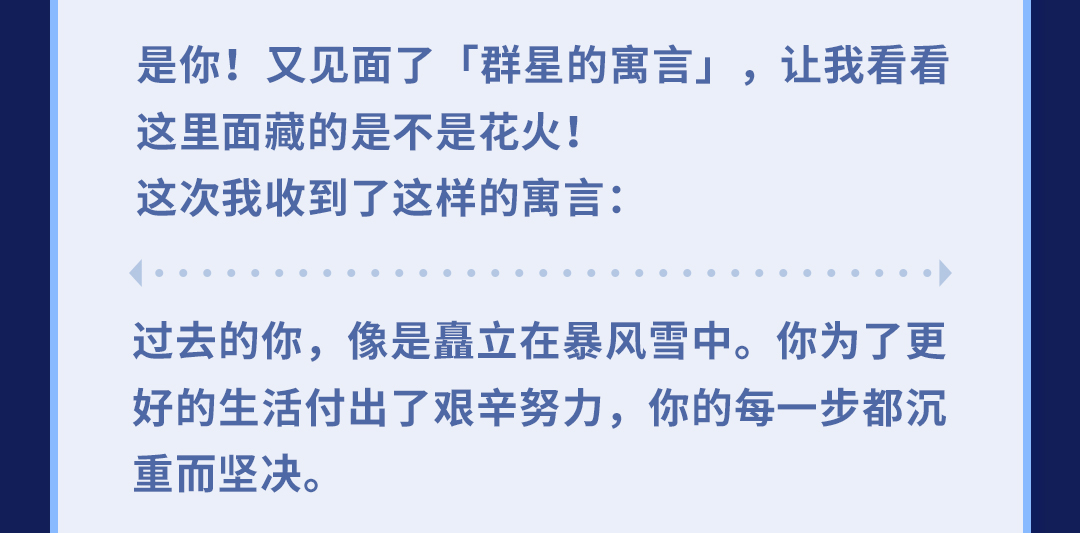 是你！又见面了「群星的寓言」，让我看看
这里面藏的是不是花火！
这次我收到了这样的寓言：
过去的你，像是矗立在暴风雪中。你为了更
好的生活付出了艰辛努力，你的每一步都沉
重而坚决。